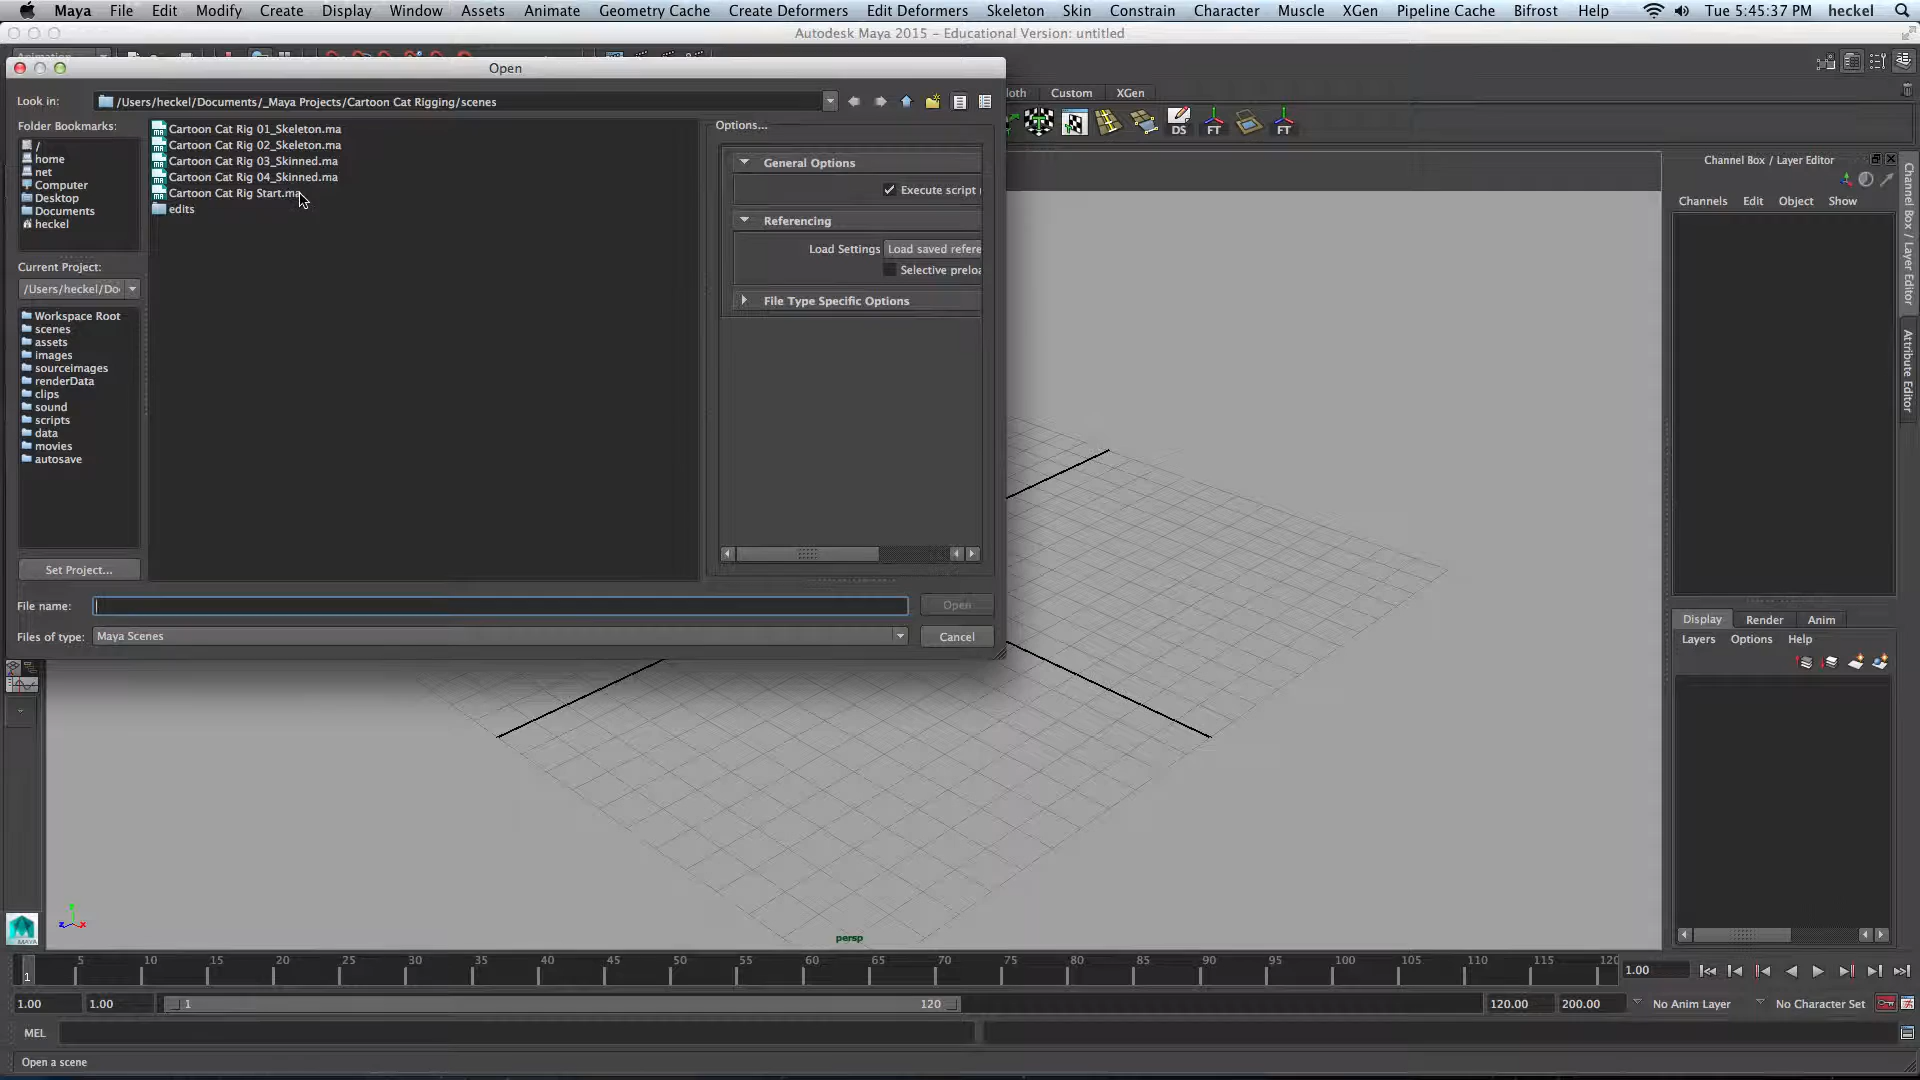 Maya File Edit Modify Create Display Window Assets Animate Geometry Cache Create Deformers Edit Deformers Skeleton Skin Constrain Character Muscle XGen Pipeline Cache Bifrost Help Tue 5:45:37 PM heckel
Autodesk Maya 2015 – Educational Version: untitled
Open
Look in: /Users/heckel/Documents/_Maya Projects/Cartoon Cat Rigging/scenes
Custom XGen
Folder Bookmarks:
/
home
net
Computer
Desktop
Documents
heckel
Cartoon Cat Rig 01_Skeleton.ma
Cartoon Cat Rig 02_Skeleton.ma
Cartoon Cat Rig 03_Skinned.ma
Cartoon Cat Rig 04_Skinned.ma
Cartoon Cat Rig Start.ma
edits
Options...
General Options
Execute script
Referencing
Load Settings Load saved refere
Selective preloa
File Type Specific Options
DS FT FT
Current Project:
/Users/heckel/Do
Workspace Root
scenes
assets
images
sourceimages
renderData
clips
sound
scripts
data
movies
autosave
Set Project...
File name: Open
Files of type: Maya Scenes Cancel
Channel Box / Layer Editor
Channels Edit Object Show
Channel Box / Layer Editor
Attribute Editor
Display Render Anim
Layers Options Help
MAYA
persp
1 5 10 15 20 25 30 35 40 45 50 55 60 65 70 75 80 85 90 95 100 105 110 115 120 1.00
1.00 1.00 1 120 120.00 200.00 No Anim Layer No Character Set
MEL
Open a scene